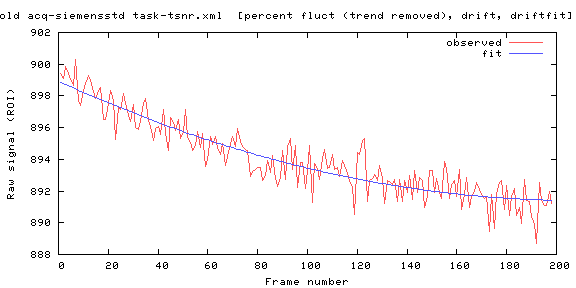 old acq-siemensstd task-tsnr.xml [percent fluct (trend removed), drift, driftfit]
902
900
898
896
894
892
890
888
Raw signal (ROI)
observed
fit
0 20 40 60 80 100 120 140 160 180 200
Frame number